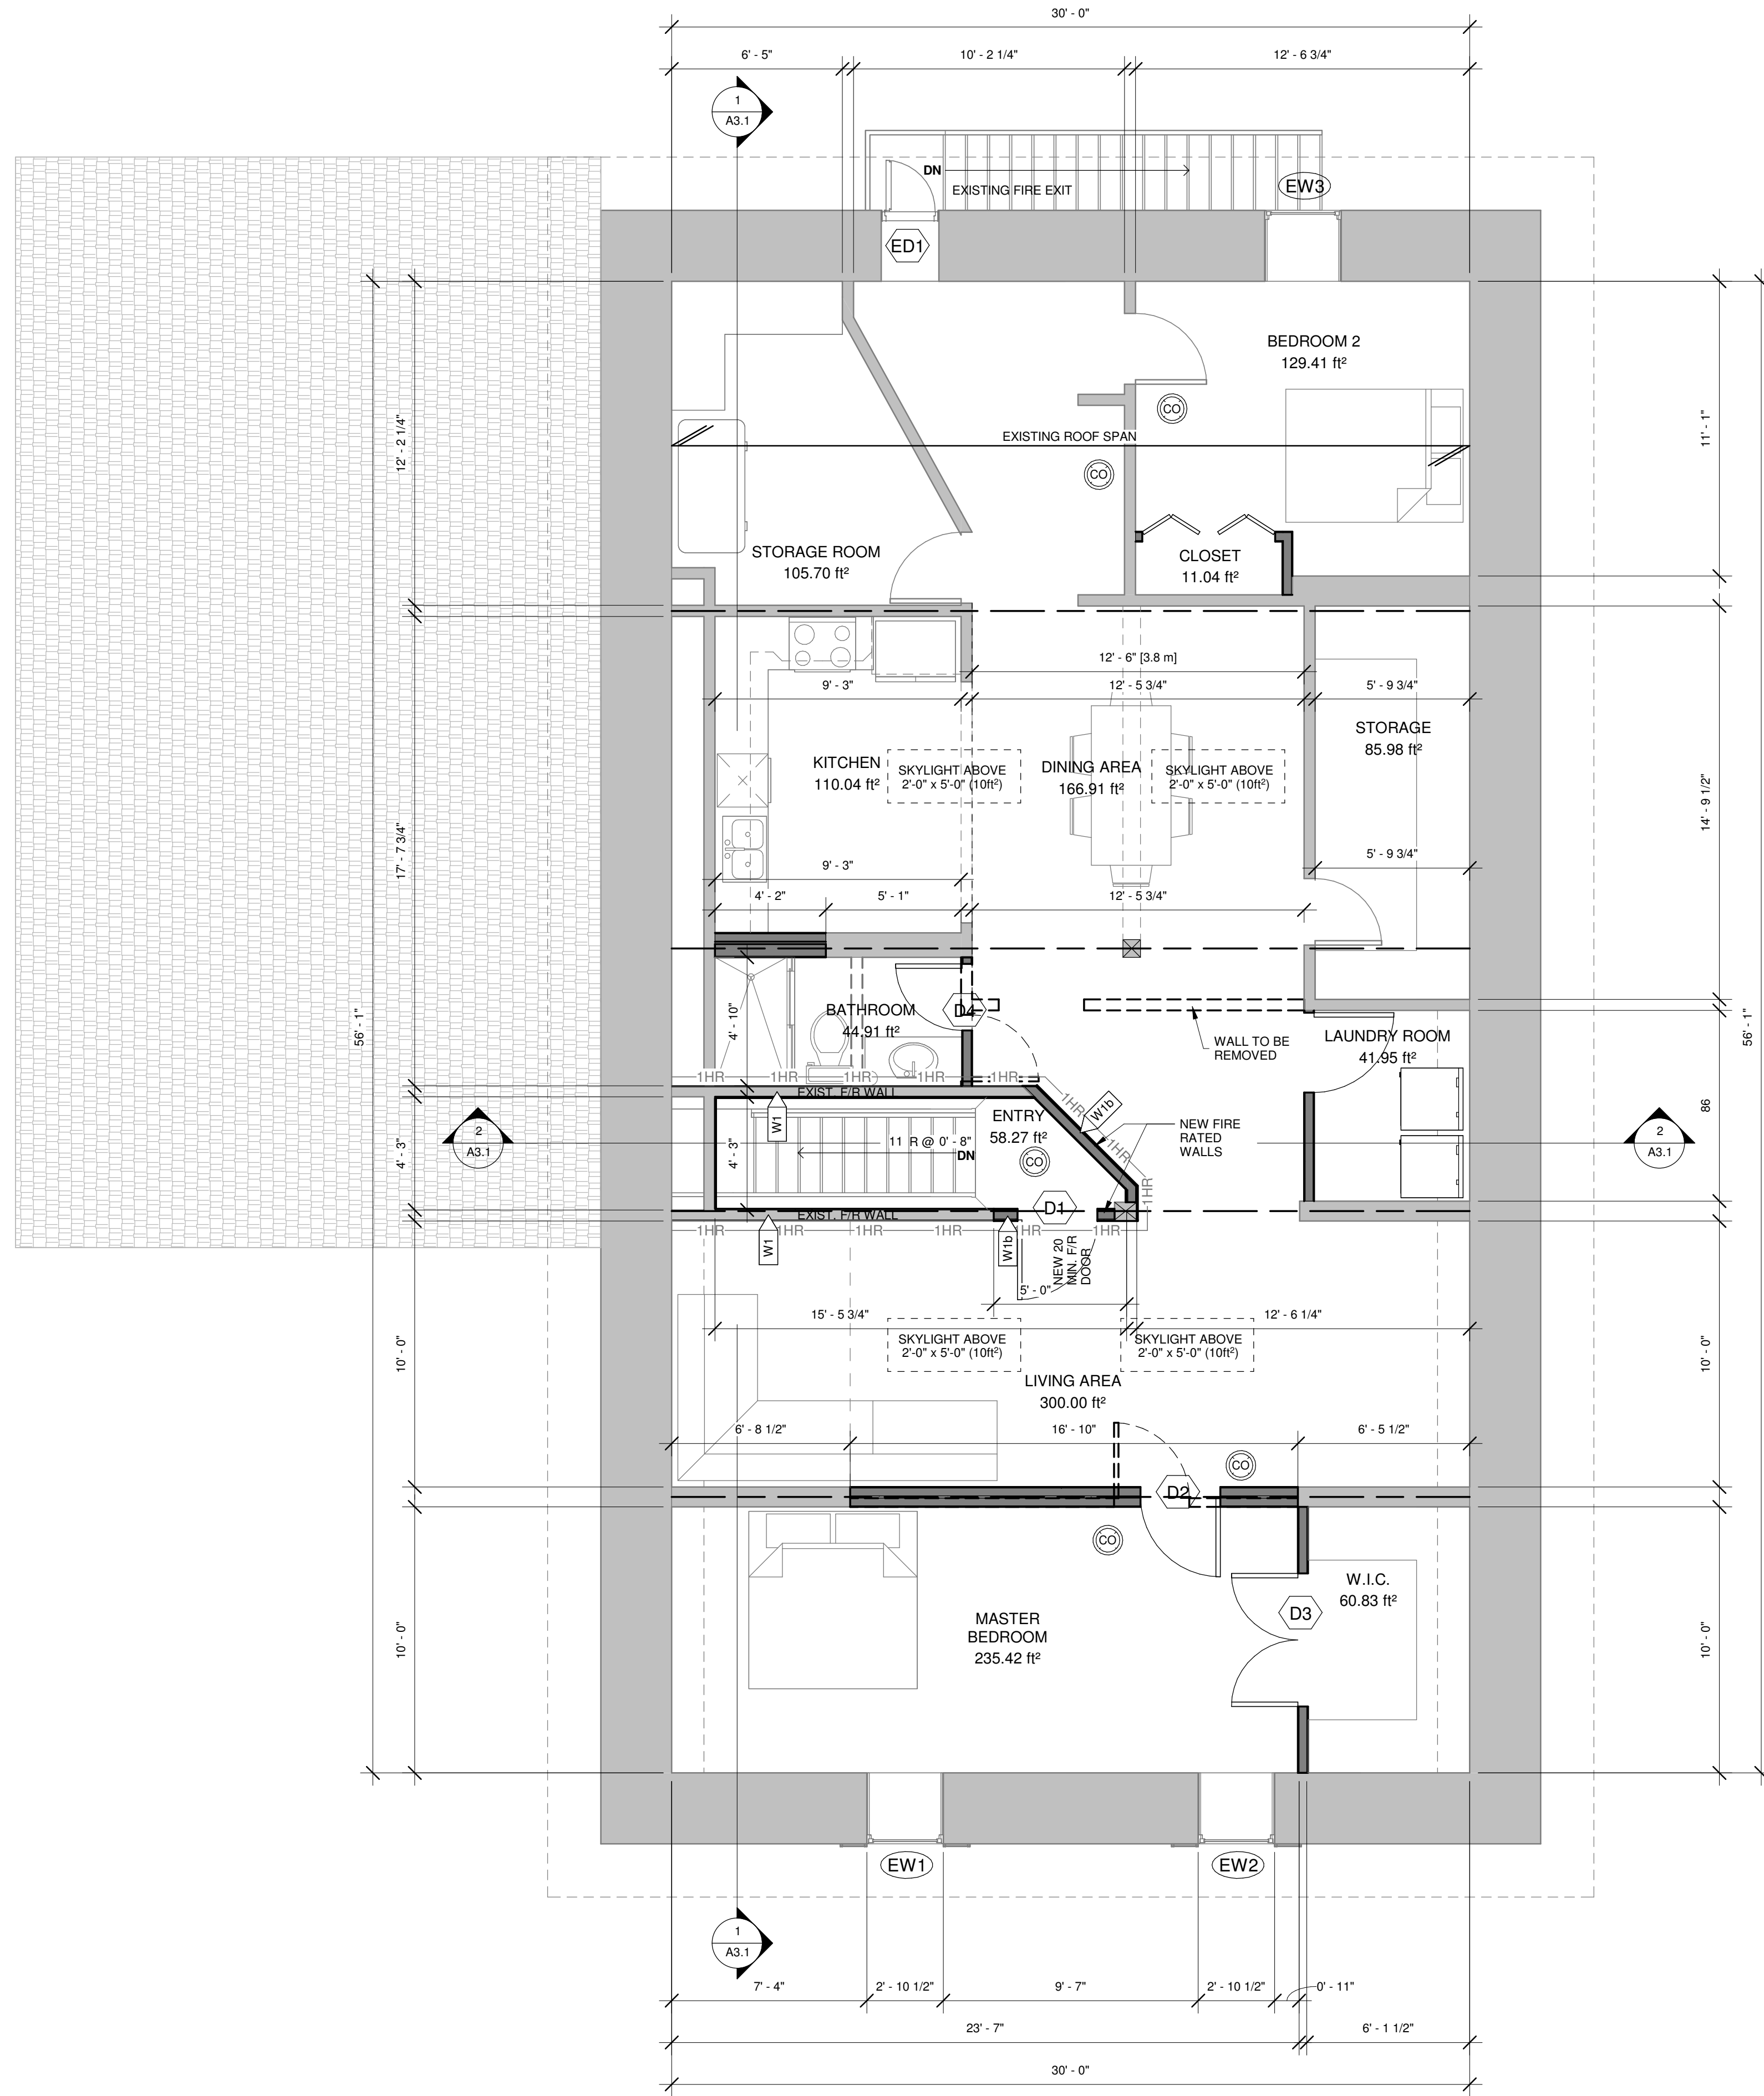 30' - 0"
6' - 5"
10' - 2 1/4"
12' - 6 3/4"
1
A3.1
DN
EXISTING FIRE EXIT
EW3
ED1
BEDROOM 2
129.41 ft²
CO
EXISTING ROOF SPAN
CO
12' - 2 1/4"
11' - 1"
STORAGE ROOM
105.70 ft²
CLOSET
11.04 ft²
12' - 6" [3.8 m]
9' - 3"
12' - 5 3/4"
5' - 9 3/4"
STORAGE
85.98 ft²
KITCHEN
110.04 ft²
SKYLIGHT ABOVE
2'-0" x 5'-0" (10ft²)
DINING AREA
166.91 ft²
SKYLIGHT ABOVE
2'-0" x 5'-0" (10ft²)
17' - 7 3/4"
14' - 9 1/2"
9' - 3"
5' - 9 3/4"
4' - 2"
5' - 1"
12' - 5 3/4"
56' - 1"
56' - 1"
4' - 10"
BATHROOM
44.91 ft²
D4
WALL TO BE
REMOVED
LAUNDRY ROOM
41.95 ft²
1HR
1HR
1HR
1HR
1HR
EXIST. F/R WALL
W1
1HR
W1b
1HR
1HR
ENTRY
58.27 ft²
NEW FIRE
RATED
WALLS
86
2
A3.1
4' - 3"
4' - 3"
11 R @ 0' - 8"
DN
CO
2
A3.1
D1
EXIST. F/R WALL
1HR
1HR
1HR
1HR
1HR
1HR
W1
W1b
NEW 20
MIN. F/R
DOOR
5' - 0"
15' - 5 3/4"
12' - 6 1/4"
SKYLIGHT ABOVE
2'-0" x 5'-0" (10ft²)
SKYLIGHT ABOVE
2'-0" x 5'-0" (10ft²)
10' - 0"
10' - 0"
LIVING AREA
300.00 ft²
6' - 8 1/2"
16' - 10"
6' - 5 1/2"
CO
D2
CO
W.I.C.
60.83 ft²
D3
MASTER
BEDROOM
235.42 ft²
10' - 0"
10' - 0"
EW1
EW2
1
A3.1
7' - 4"
2' - 10 1/2"
9' - 7"
2' - 10 1/2"
0' - 11"
23' - 7"
6' - 1 1/2"
30' - 0"